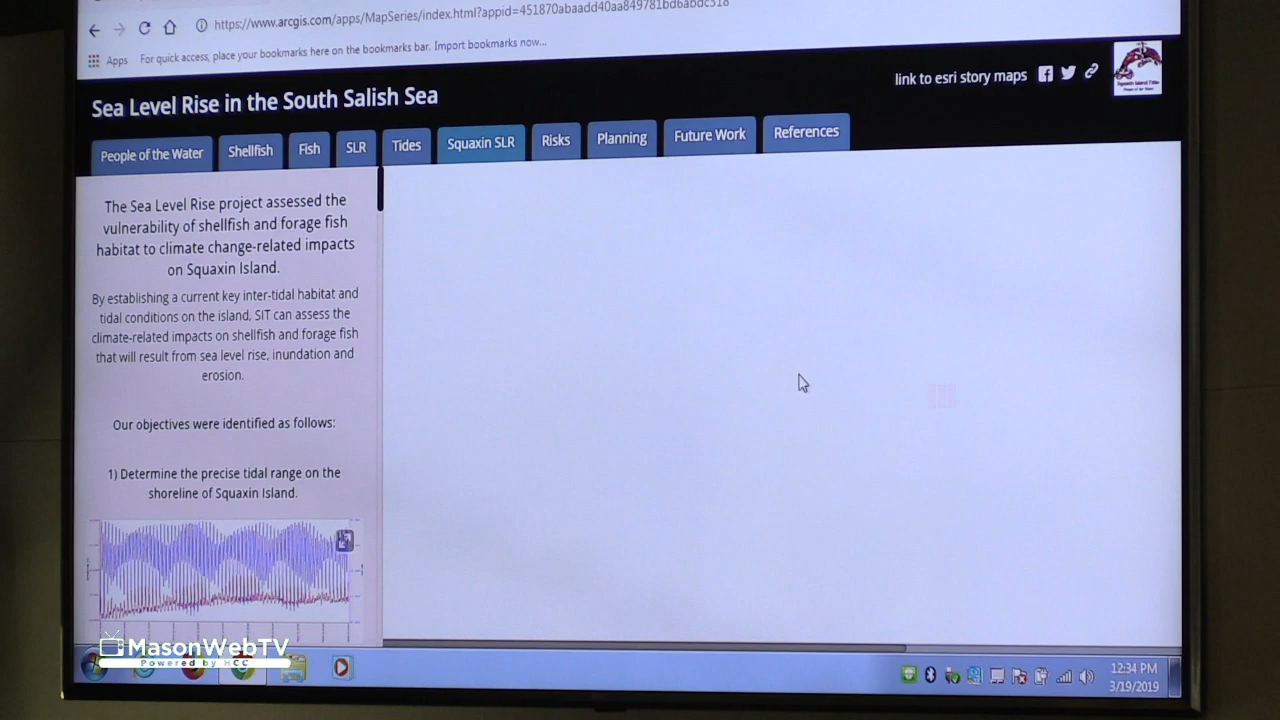 https://www.arcgis.com/apps/MapSeries/index.html?appid=451870abaadd40aa849781bd6abdc318
Apps For quick access, place your bookmarks here on the bookmarks bar. Import bookmarks now...
Sea Level Rise in the South Salish Sea
link to esri story maps
People of the Water Shellfish Fish SLR Tides Squaxin SLR Risks Planning Future Work References
The Sea Level Rise project assessed the
vulnerability of shellfish and forage fish
habitat to climate change-related impacts
on Squaxin Island.
By establishing a current key inter-tidal habitat and
tidal conditions on the island, SIT can assess the
climate-related impacts on shellfish and forage fish
that will result from sea level rise, inundation and
erosion.
Our objectives were identified as follows:
1) Determine the precise tidal range on the
shoreline of Squaxin Island.
MasonWebTV
Powered by HCC
12:34 PM
3/19/2019